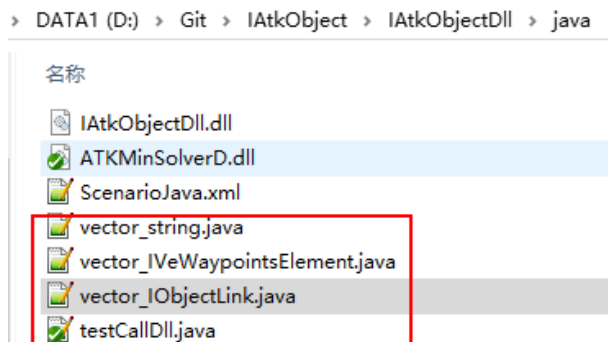 > DATA1 (D:) > Git > IAtkObject > IAtkObjectDll > java
名称
IAtkObjectDll.dll
ATKMinSolverD.dll
ScenarioJava.xml
vector_string.java
vector_IVeWaypointsElement.java
vector_IObjectLink.java
testCallDll.java